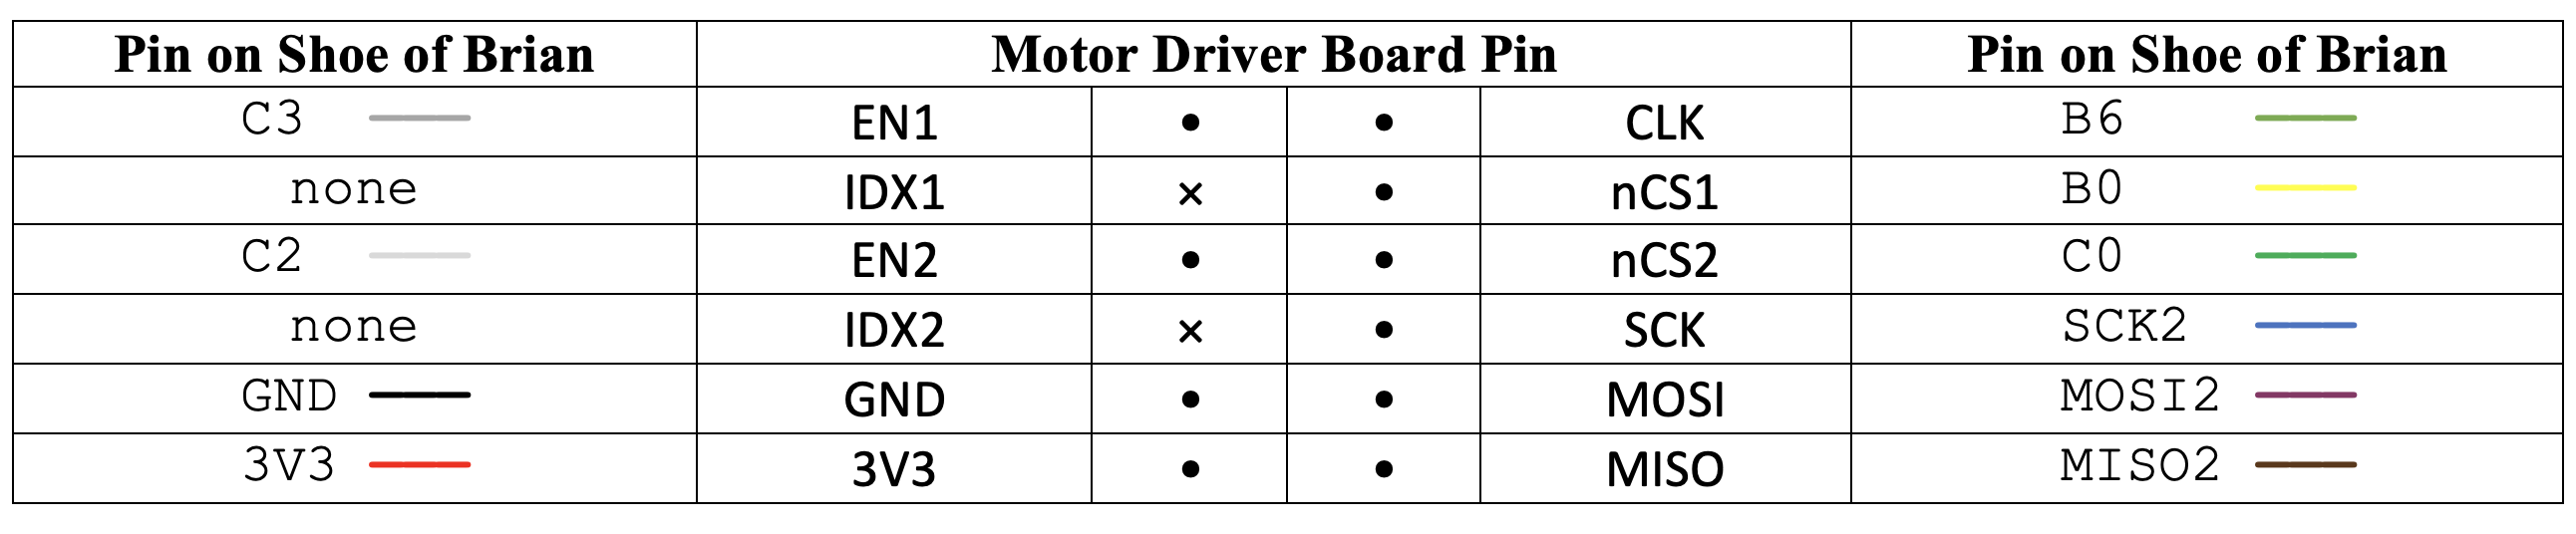 Pin on Shoe of Brian Motor Driver Board Pin Pin on Shoe of Brian
C3 EN1 • • CLK B6
none IDX1 × • nCS1 B0
C2 EN2 • • nCS2 C0
none IDX2 × • SCK SCK2
GND GND • • MOSI MOSI2
3V3 3V3 • • MISO MISO2